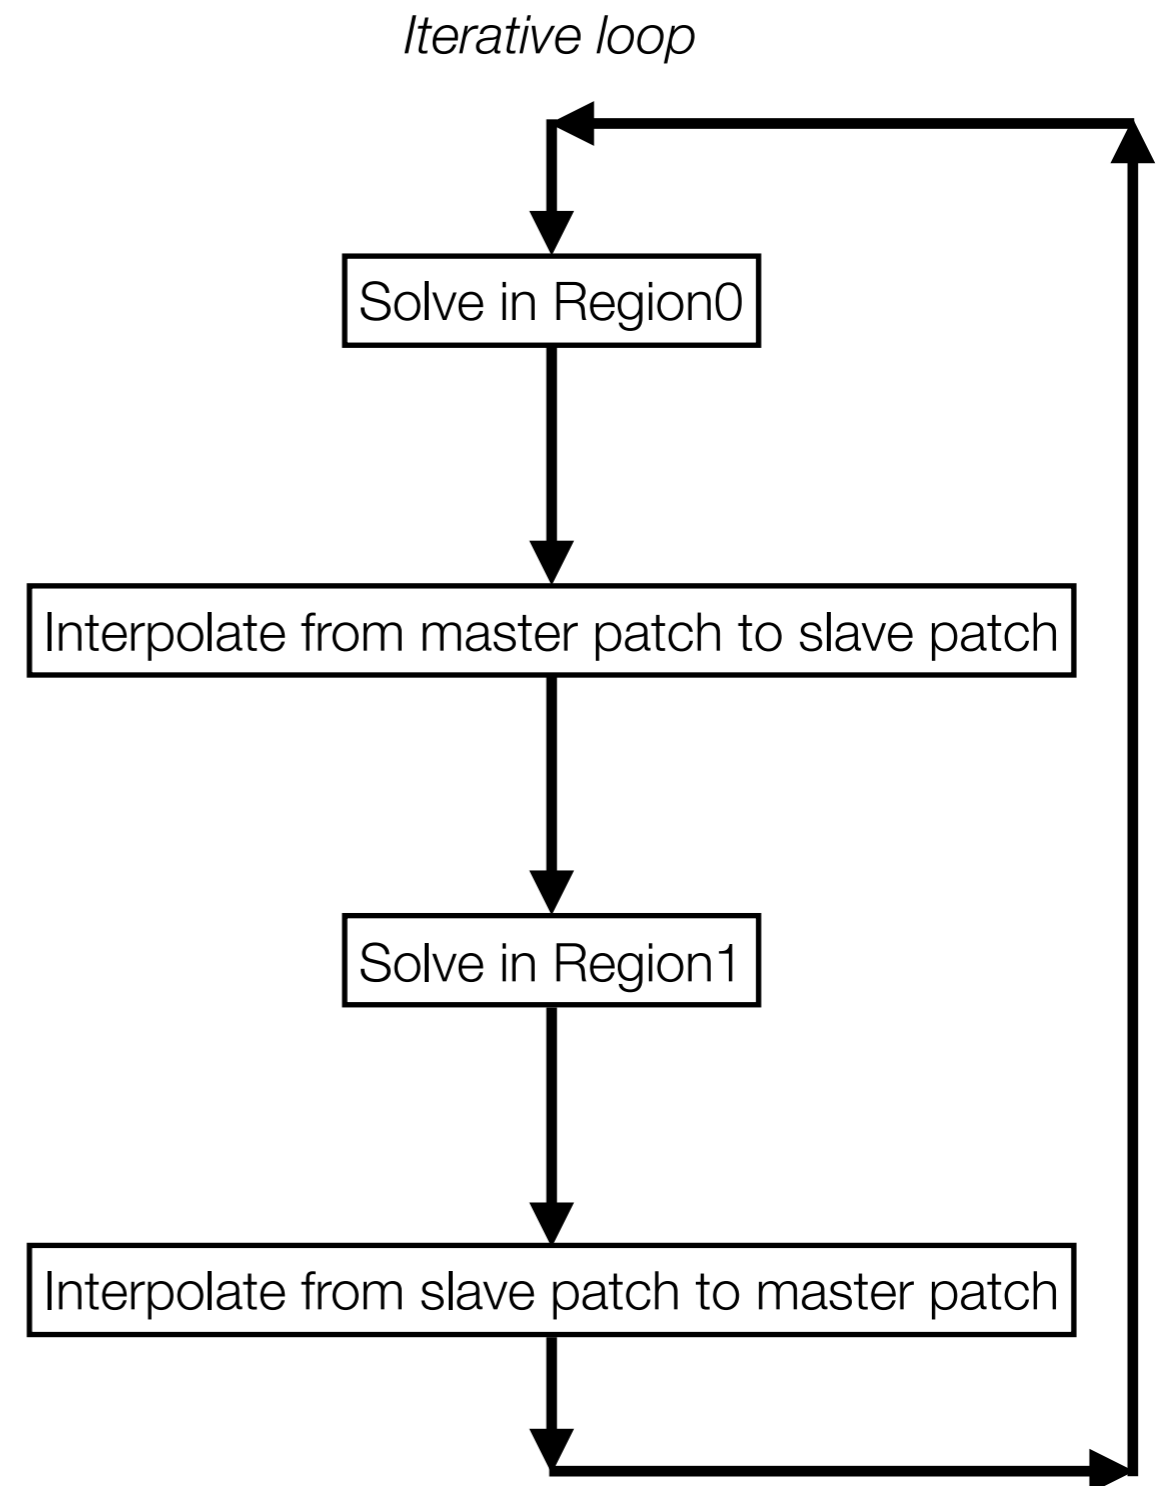 Iterative loop
Solve in Region0
Interpolate from master patch to slave patch
Solve in Region1
Interpolate from slave patch to master patch